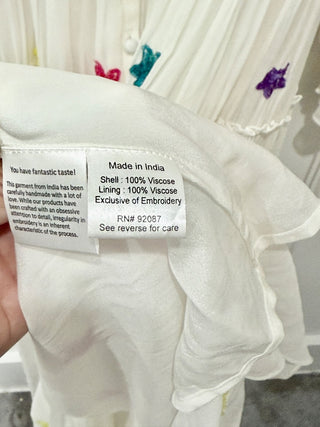 You have fantastic taste!
This garment from India has been
carefully handmade with a lot of
love. While our products have
been crafted with an obsessive
attention to detail, irregularity in
embroidery is an inherent
characteristic of the process.
Made in India
Shell : 100% Viscose
Lining : 100% Viscose
Exclusive of Embroidery
RN# 92087
See reverse for care